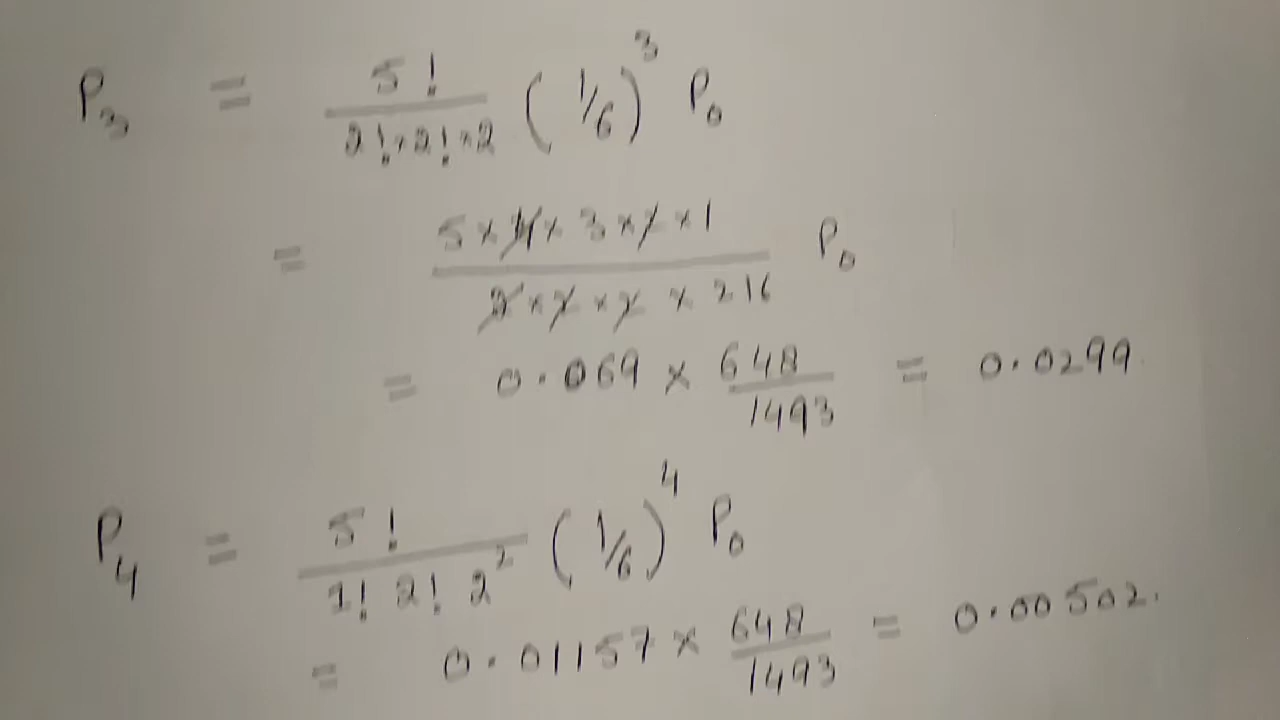 P₃ = 5! / 2!×2!×2 (1/6)³ P₀
= 5×4×3×2×1 / 2×2×2×216 P₀
= 0.069 × 648/1493 = 0.0299
P₄ = 5! / 1! 2! 2² (1/6)⁴ P₀
= 0.01157 × 648/1493 = 0.00502.